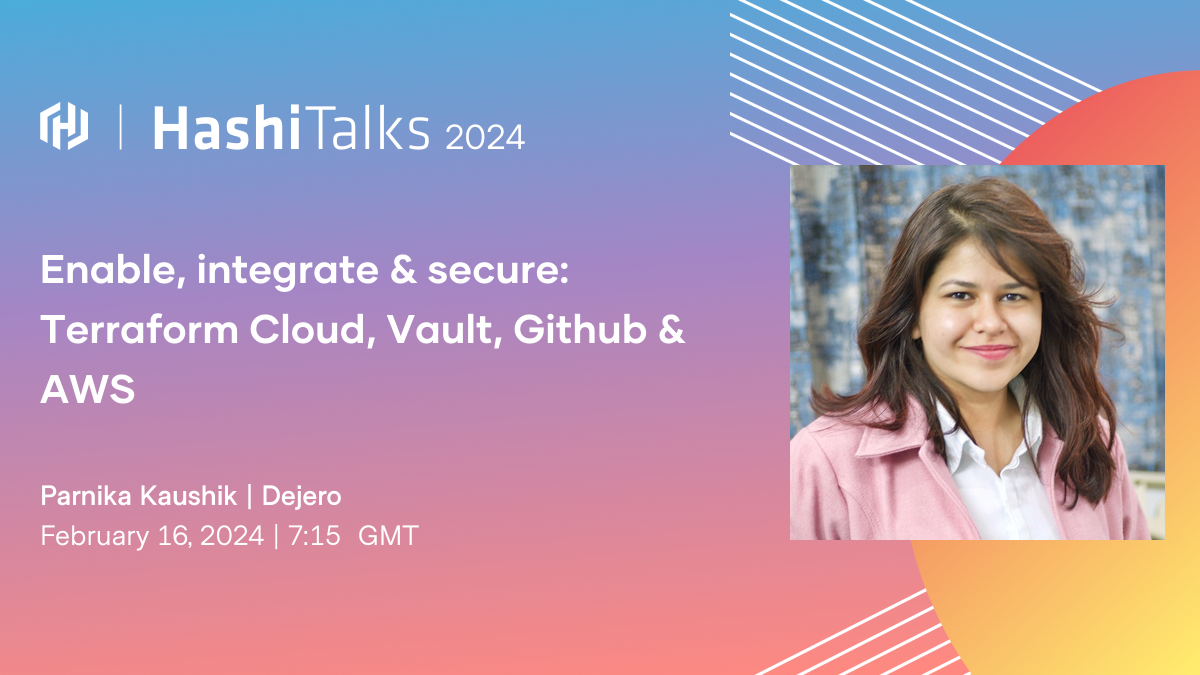 HashiTalks 2024
Enable, integrate & secure:
Terraform Cloud, Vault, Github &
AWS
Parnika Kaushik | Dejero
February 16, 2024 | 7:15 GMT